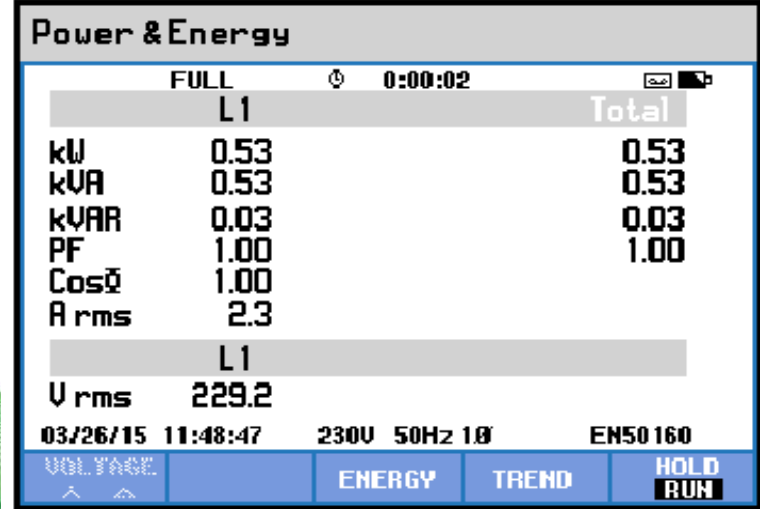 Power & Energy
FULL 0:00:02
L1 Total
kW 0.53 0.53
kVA 0.53 0.53
kVAR 0.03 0.03
PF 1.00 1.00
CosΦ 1.00
A rms 2.3
L1
V rms 229.2
03/26/15 11:48:47 230V 50Hz 1Ø EN50160
VOLTAGE ENERGY TREND HOLD
RUN